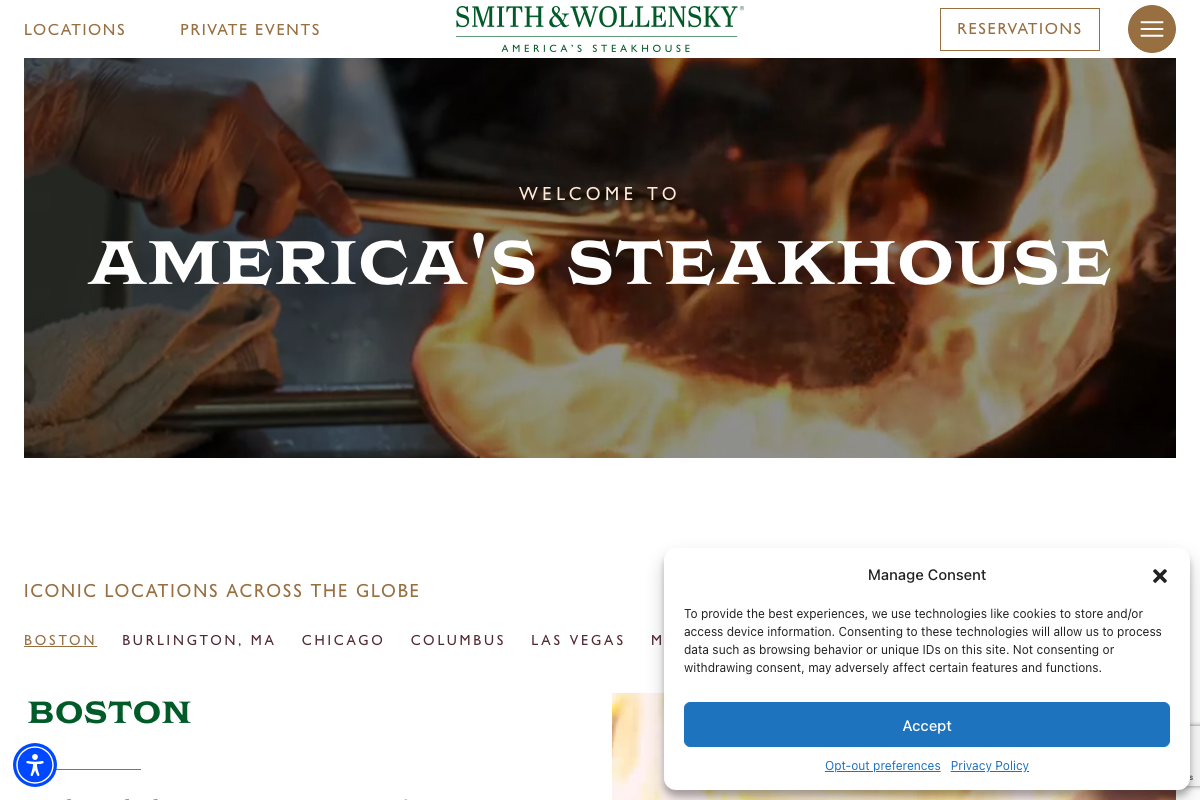 LOCATIONS
PRIVATE EVENTS
SMITH & WOLLENSKY®
AMERICA'S STEAKHOUSE
RESERVATIONS
WELCOME TO
AMERICA'S STEAKHOUSE
ICONIC LOCATIONS ACROSS THE GLOBE
BOSTON
BURLINGTON, MA
CHICAGO
COLUMBUS
LAS VEGAS
BOSTON
Manage Consent
To provide the best experiences, we use technologies like cookies to store and/or
access device information. Consenting to these technologies will allow us to process
data such as browsing behavior or unique IDs on this site. Not consenting or
withdrawing consent, may adversely affect certain features and functions.
Accept
Opt-out preferences
Privacy Policy